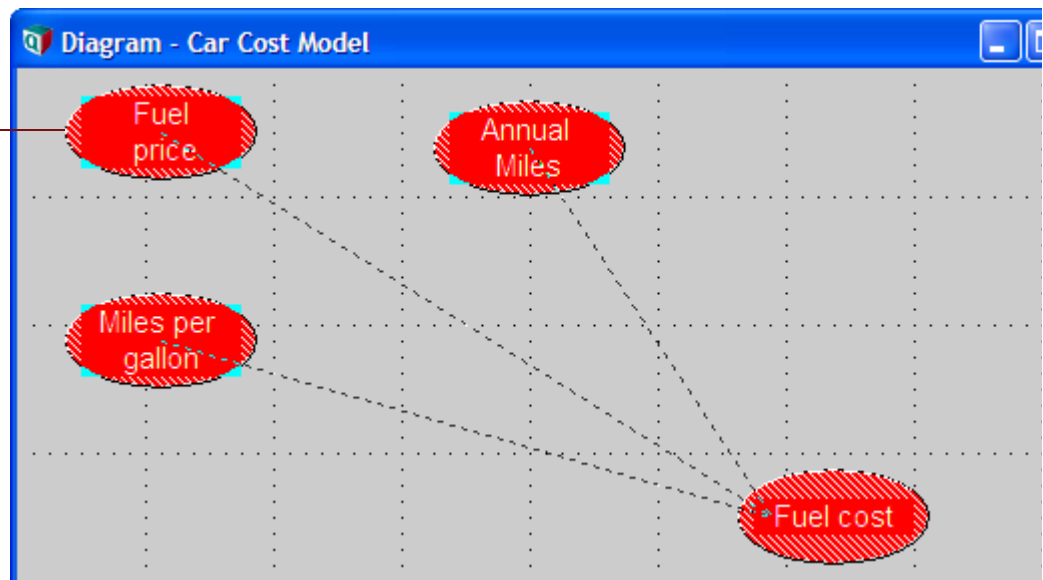 Diagram - Car Cost Model
Fuel
price
Annual
Miles
Miles per
gallon
Fuel cost